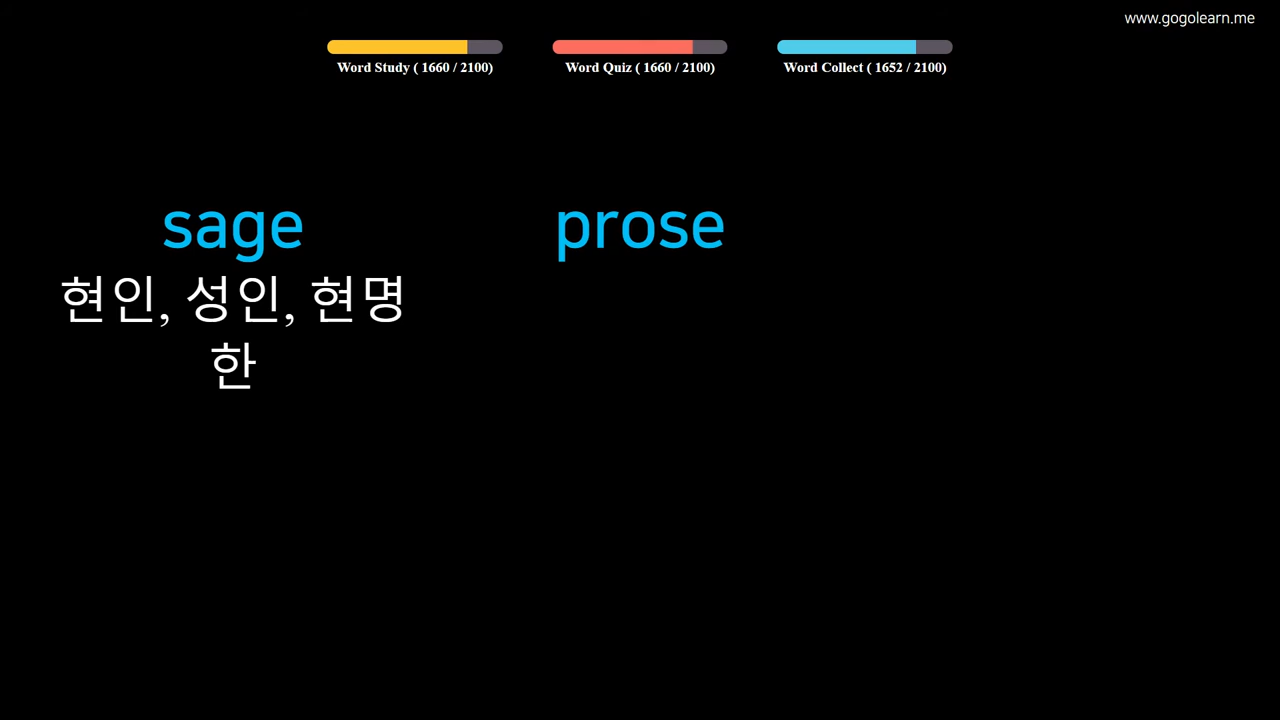 www.gogolearn.me
Word Study ( 1660 / 2100)
Word Quiz ( 1660 / 2100)
Word Collect ( 1652 / 2100)
sage
현인, 성인, 현명
한
prose